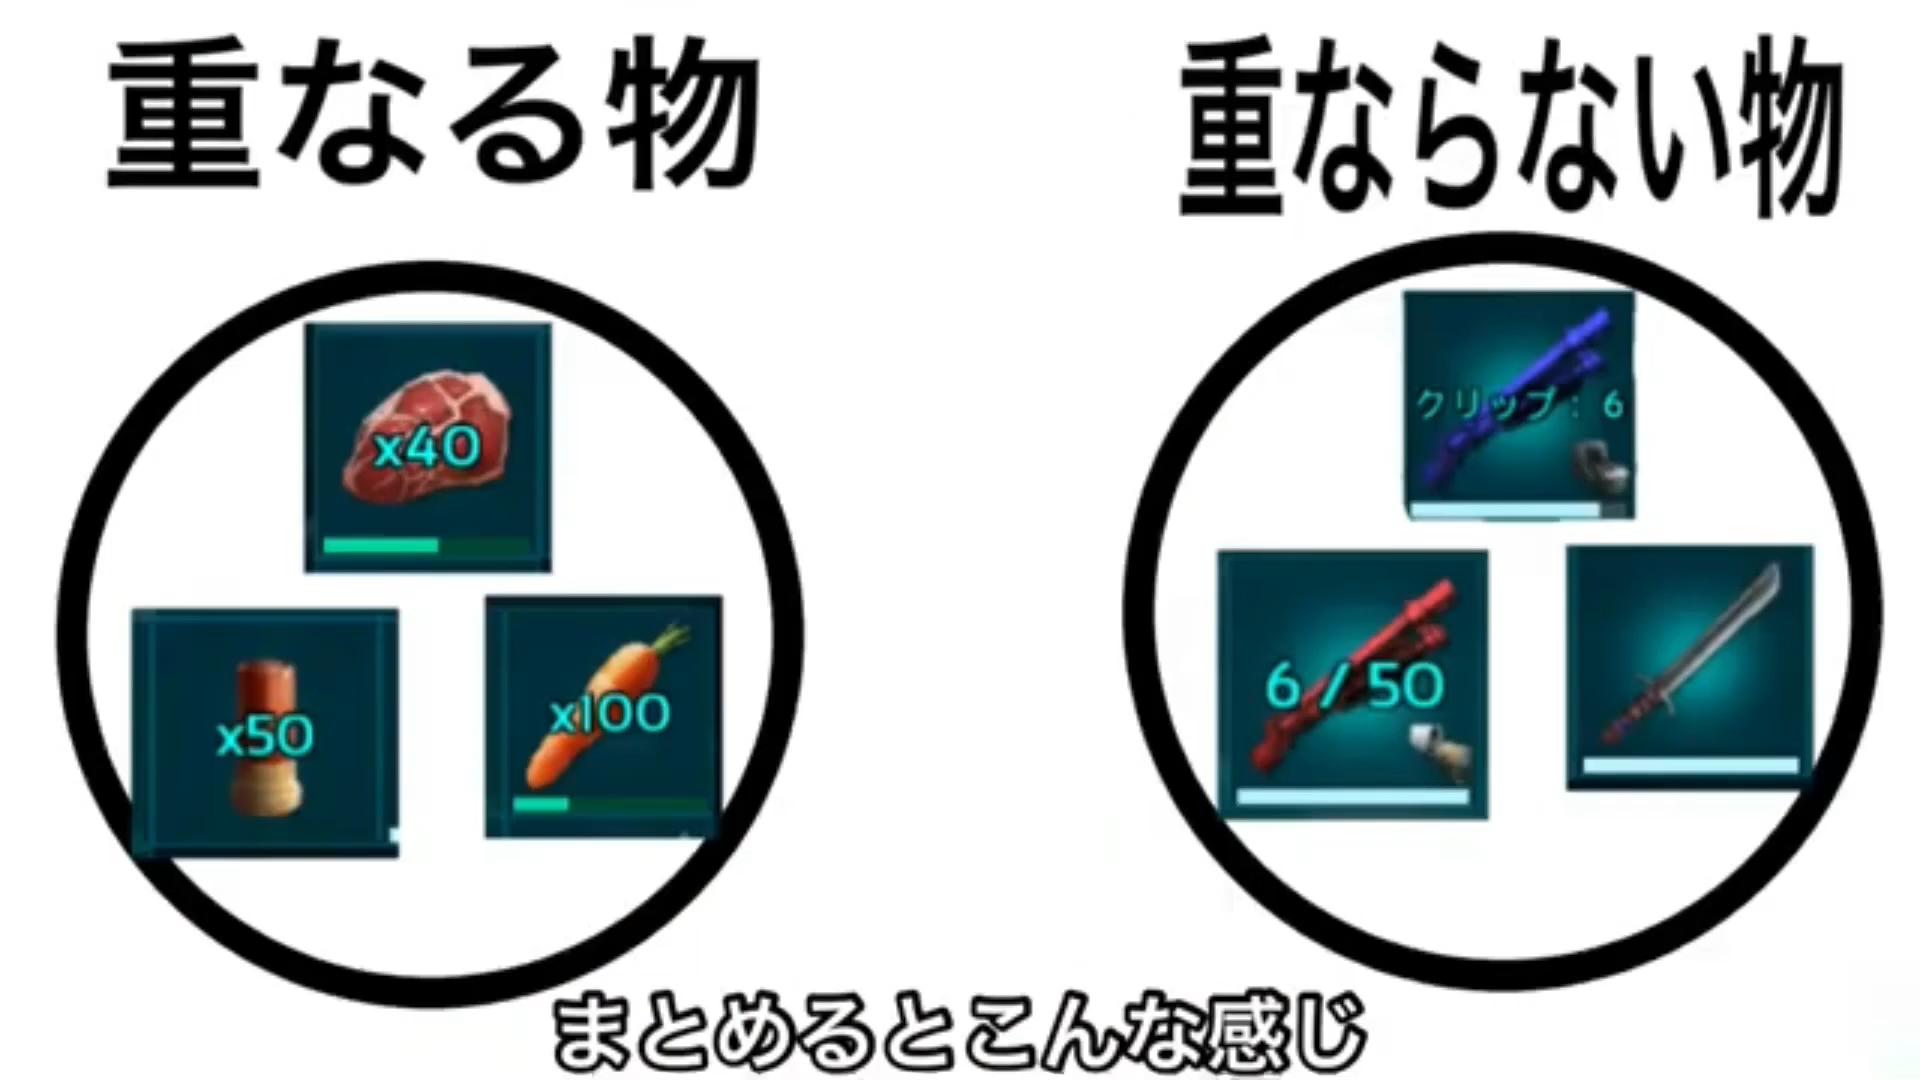 重なる物
重ならない物
x40
x50
x100
クリップ: 6
6 / 50
まとめるとこんな感じ